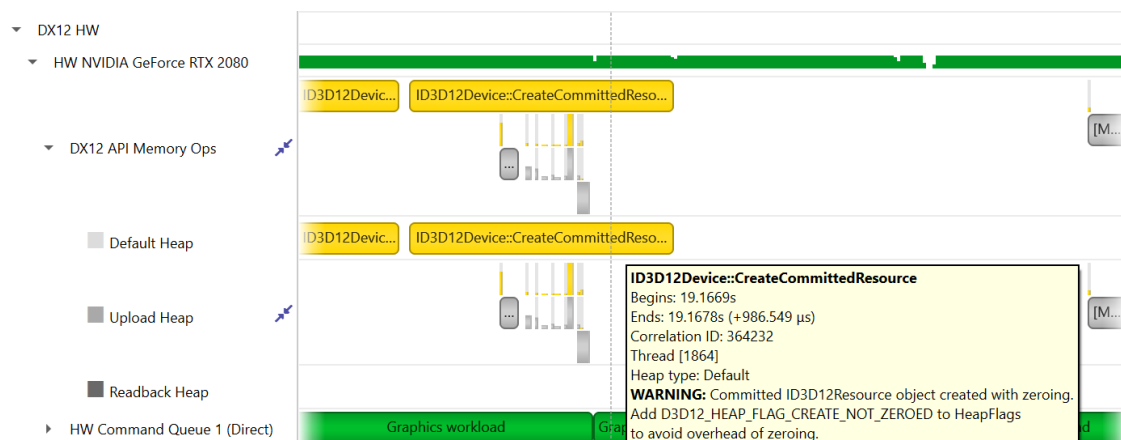 DX12 HW
HW NVIDIA GeForce RTX 2080
ID3D12Devic...
ID3D12Device::CreateCommittedReso...
DX12 API Memory Ops
...
[M...
Default Heap
ID3D12Devic...
ID3D12Device::CreateCommittedReso...
Upload Heap
...
[M...
ID3D12Device::CreateCommittedResource
Begins: 19.1669s
Ends: 19.1678s (+986.549 μs)
Correlation ID: 364232
Thread [1864]
Heap type: Default
WARNING: Committed ID3D12Resource object created with zeroing.
Add D3D12_HEAP_FLAG_CREATE_NOT_ZEROED to HeapFlags
to avoid overhead of zeroing.
Readback Heap
HW Command Queue 1 (Direct)
Graphics workload